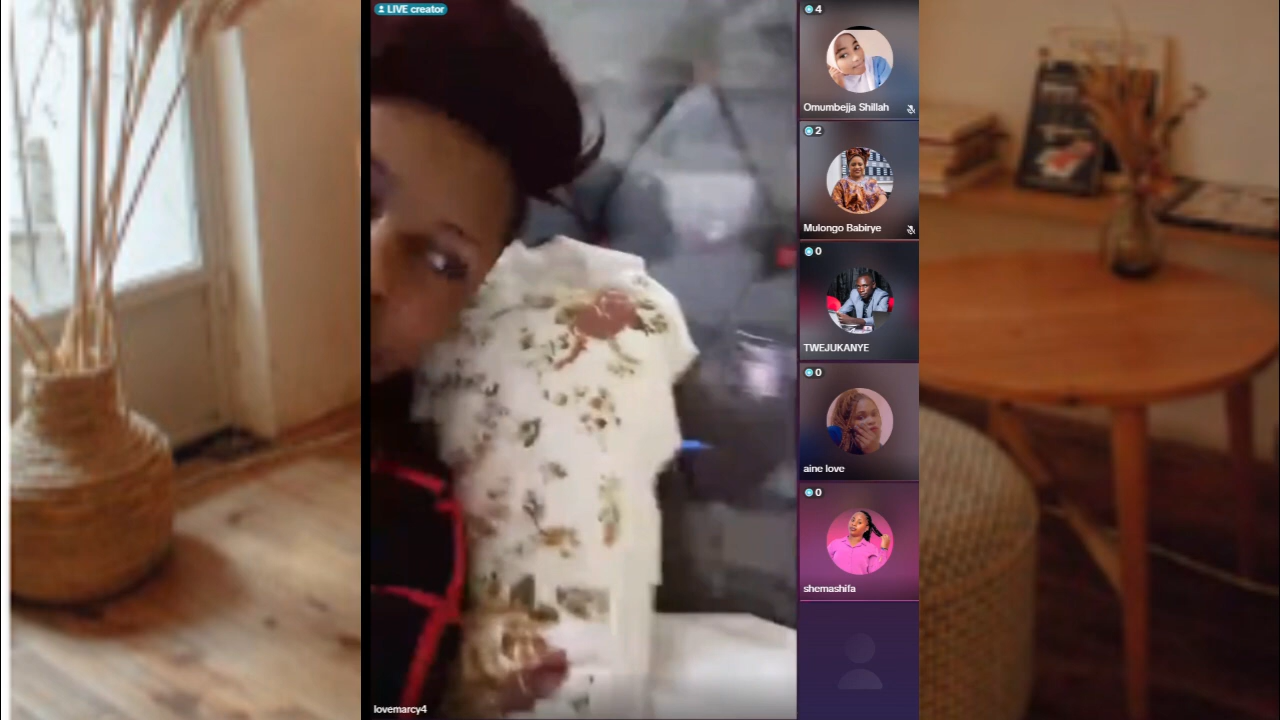 LIVE creator
4
Omumbejja Shillah
2
Mulongo Babirye
0
TWEJUKANYE
0
aine love
0
shemashifa
lovemarcy4